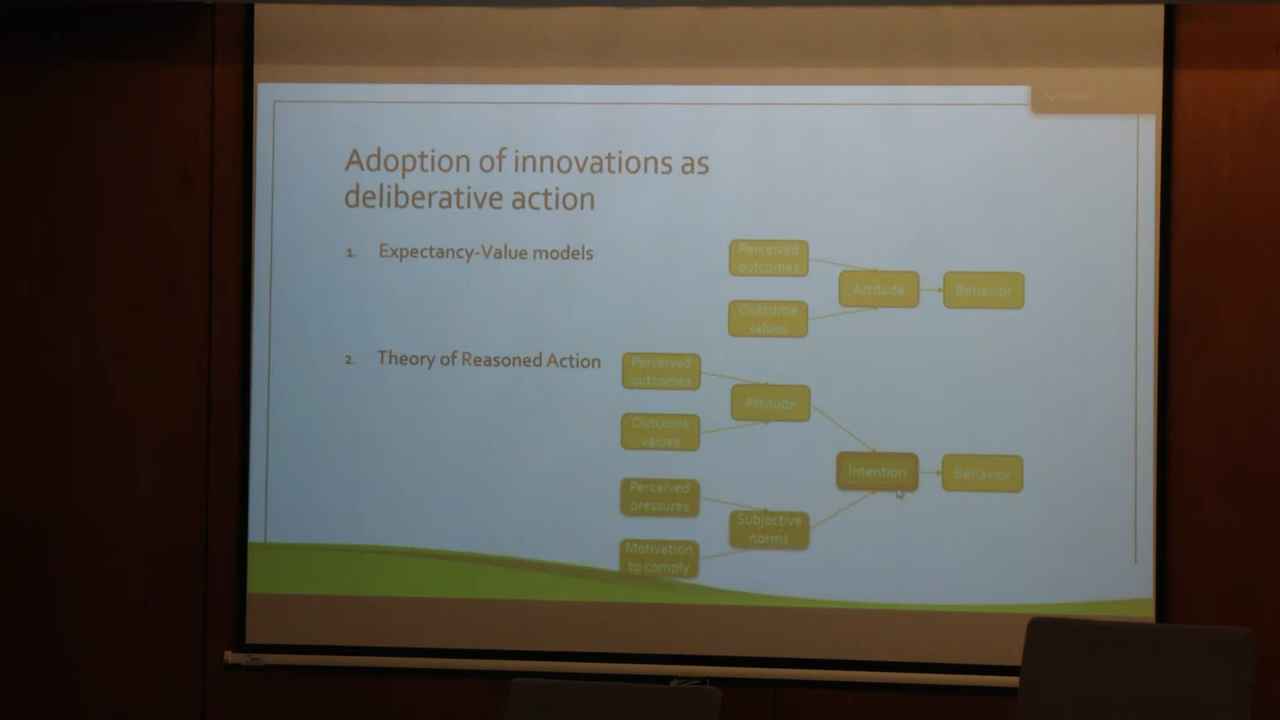 Adoption of innovations as
deliberative action
1. Expectancy-Value models
Perceived
outcomes
Outcome
values
Attitude
Behavior
2. Theory of Reasoned Action
Perceived
outcomes
Outcome
values
Attitude
Perceived
pressures
Motivation
to comply
Subjective
norms
Intention
Behavior